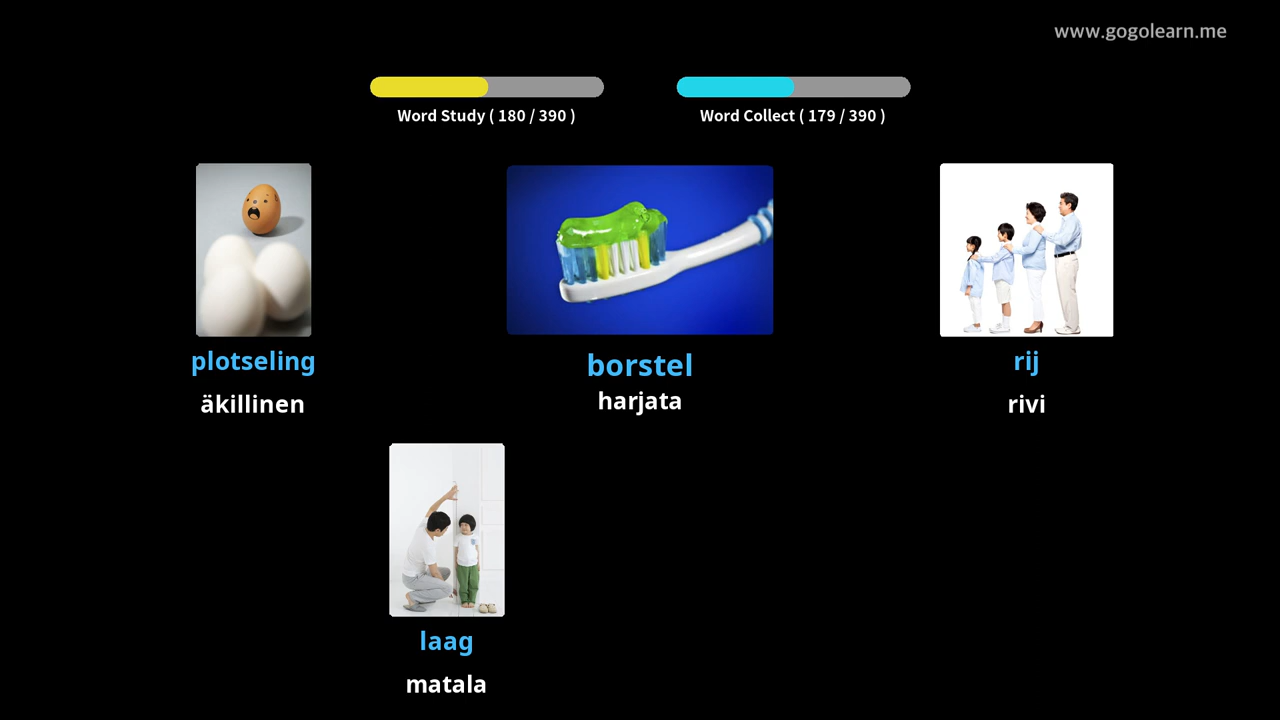 www.gogolearn.me
Word Study ( 180 / 390 )
Word Collect ( 179 / 390 )
plotseling
äkillinen
borstel
harjata
rij
rivi
laag
matala